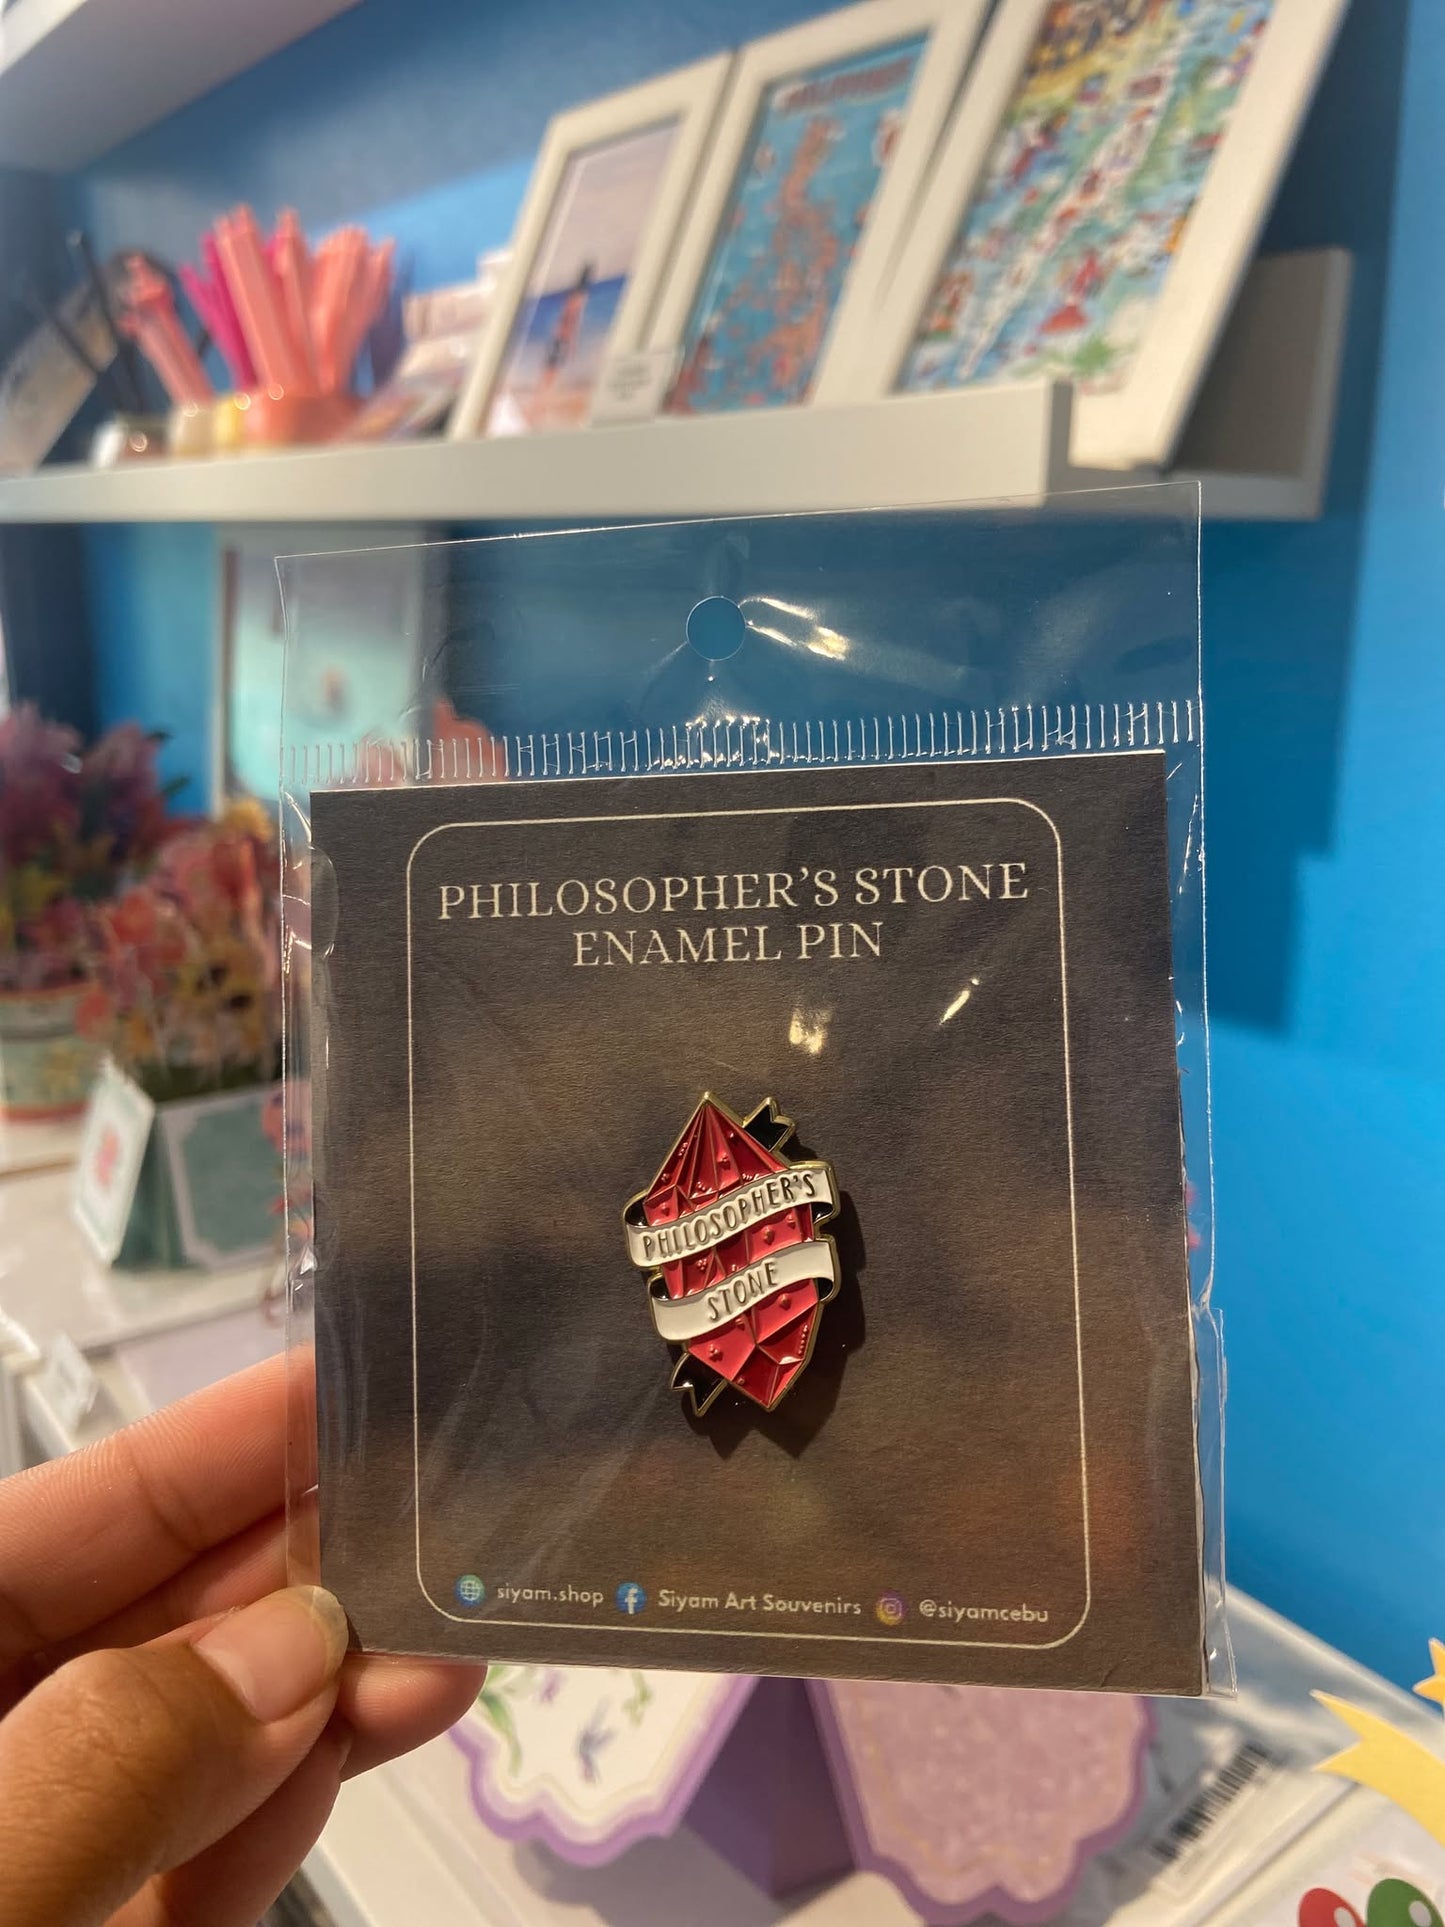 PHILOSOPHER'S STONE
ENAMEL PIN
PHILOSOPHER'S
STONE
siyam.shop Siyam Art Souvenirs @siyamcebu